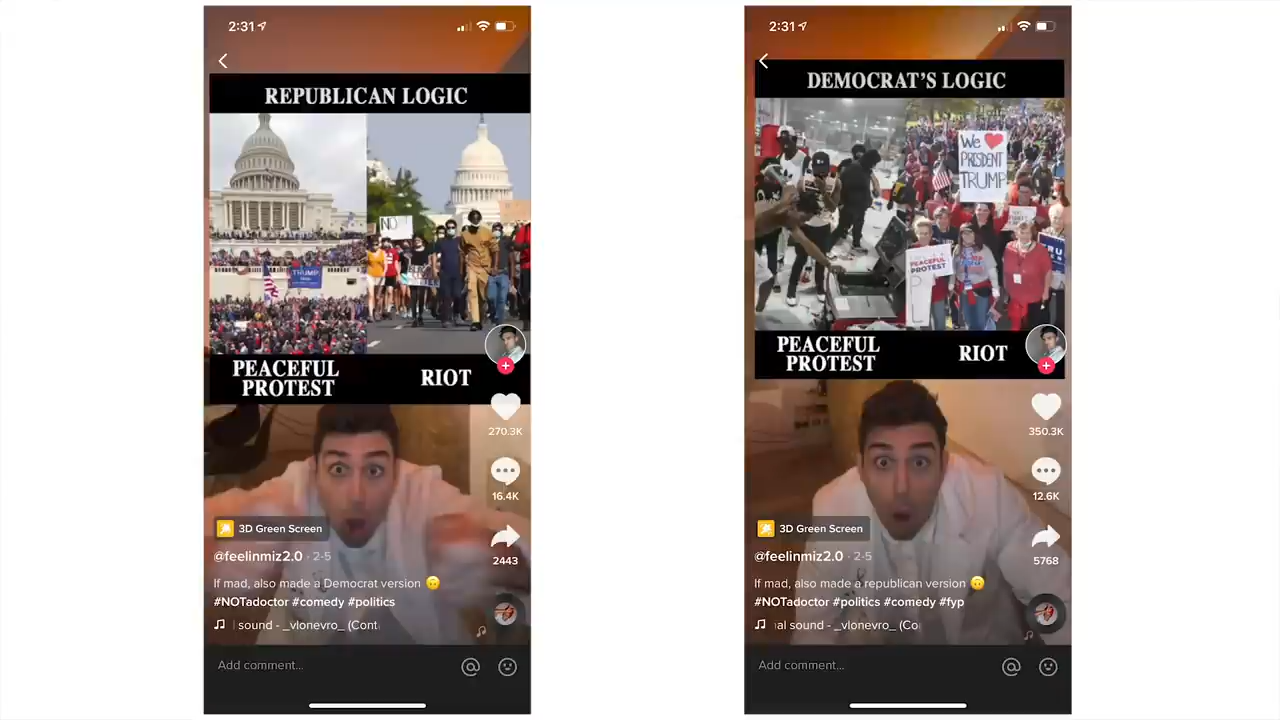 2:31
REPUBLICAN LOGIC
NO
TRUMP
PEACEFUL
PROTEST
RIOT
270.3K
16.4K
3D Green Screen
@feelinmiz2.0 · 2-5
2443
If mad, also made a Democrat version 🙃
#NOTadoctor #comedy #politics
sound - _vlonevro_ (Cont
Add comment...
2:31
DEMOCRAT'S LOGIC
We ❤
PRESIDENT
TRUMP
PEACEFUL
PROTEST
PEACEFUL
PROTEST
RIOT
350.3K
12.6K
3D Green Screen
@feelinmiz2.0 · 2-5
5768
If mad, also made a republican version 🙃
#NOTadoctor #politics #comedy #fyp
al sound - _vlonevro_ (Co
Add comment...